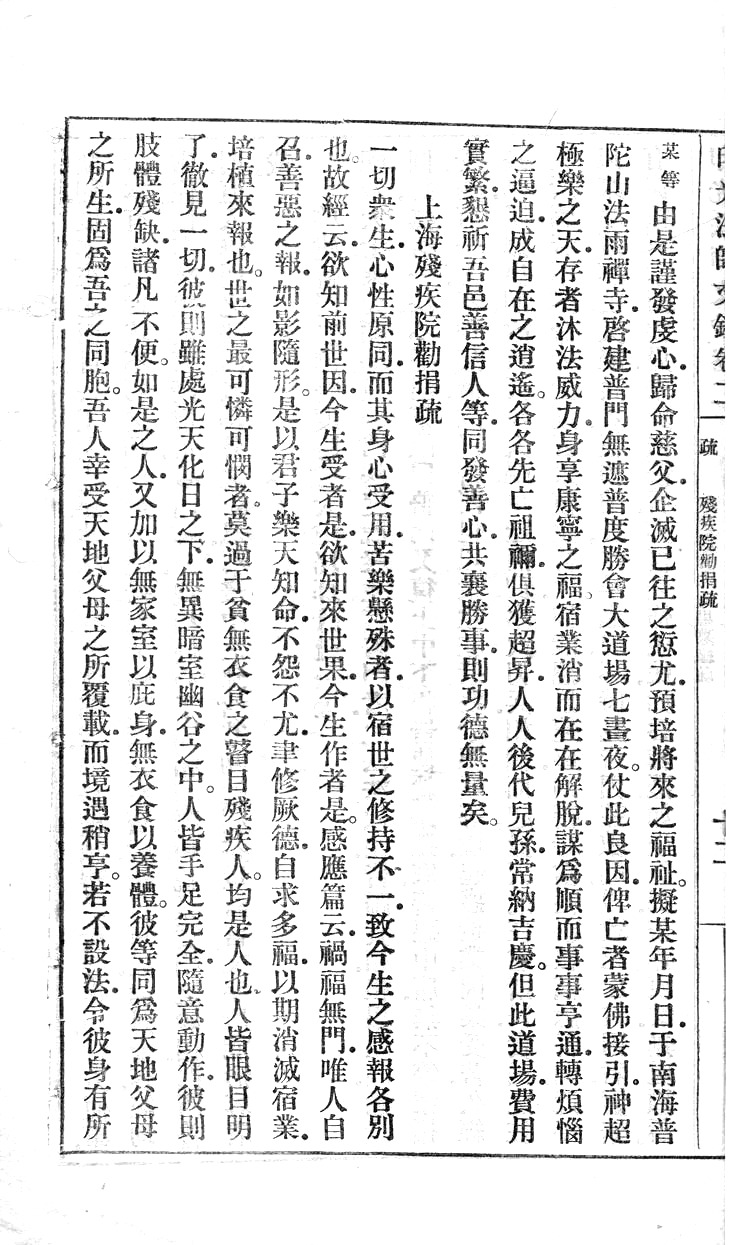 印光法師文鈔卷二　疏　殘疾院勸捐疏　十二
某等由是謹發虔心。歸命慈父。企滅已往之愆尤。預培將來之福祉。擬某年月日。于南海普
陀山法雨禪寺。啓建普門無遮普度勝會大道場七晝夜。仗此良因。俾亡者蒙佛接引。神超
極樂之天。存者沐法威力。身享康寧之福。宿業消而在在解脫。謀爲順而事事亨通。轉煩惱
之逼迫。成自在之逍遙。各各先亡祖禰。俱獲超昇。人人後代兒孫。常納吉慶。但此道場。費用
實繁。懇祈吾邑善信人等。同發善心。共襄勝事。則功德無量矣。
上海殘疾院勸捐疏
一切衆生。心性原同。而其身心受用。苦樂懸殊者。以宿世之修持不一。致今生之感報各別
也。故經云。欲知前世因。今生受者是。欲知來世果。今生作者是。感應篇云。禍福無門。唯人自
召。善惡之報。如影隨形。是以君子樂天知命。不怨不尤。聿修厥德。自求多福。以期消滅宿業。
培植來報也。世之最可憐可憫者。莫過于貧無衣食之瞽目殘疾人。均是人也。人皆眼目明
了。徹見一切。彼則雖處光天化日之下。無異暗室幽谷之中。人皆手足完全。隨意動作。彼則
肢體殘缺。諸凡不便。如是之人。又加以無家室以庇身。無衣食以養體。彼等同爲天地父母
之所生。固爲吾之同胞。吾人幸受天地父母之所覆載。而境遇稍亨。若不設法。令彼身有所